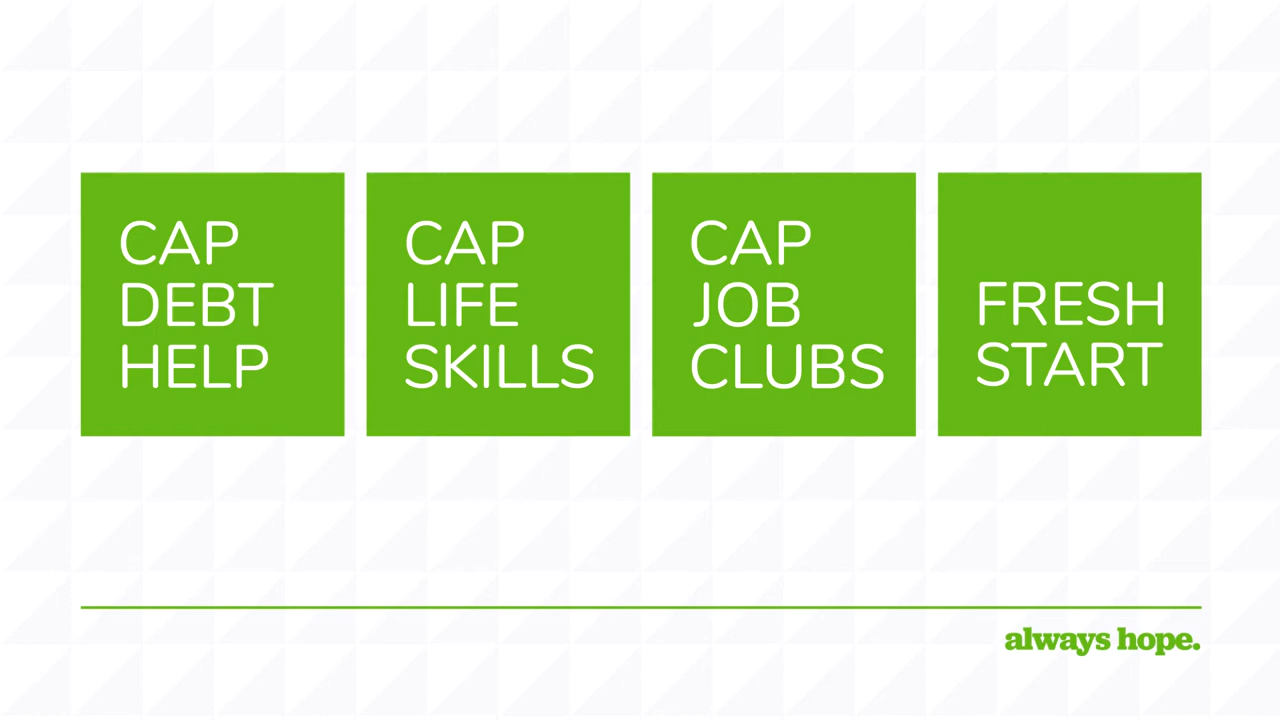 CAP
DEBT
HELP
CAP
LIFE
SKILLS
CAP
JOB
CLUBS
FRESH
START
always hope.